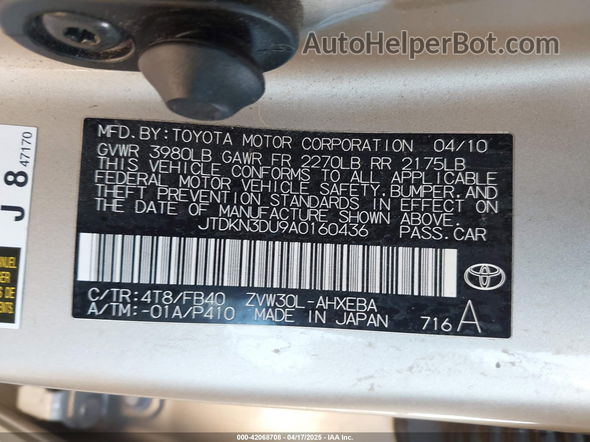 AutoHelperBot.com
MFD. BY: TOYOTA MOTOR CORPORATION 04/10
GVWR 3980LB GAWR FR 2270LB RR 2175LB
THIS VEHICLE CONFORMS TO ALL APPLICABLE
FEDERAL MOTOR VEHICLE SAFETY, BUMPER, AND
THEFT PREVENTION STANDARDS IN EFFECT ON
THE DATE OF MANUFACTURE SHOWN ABOVE.
JTDKN3DU9A0160436 PASS. CAR
C/TR: 4T8/FB40 ZVW30L-AHXEBA
A/TM: -01A/P410 MADE IN JAPAN 716 A
J 8 47170
000-42068708 - 04/17/2025 - IAA Inc.